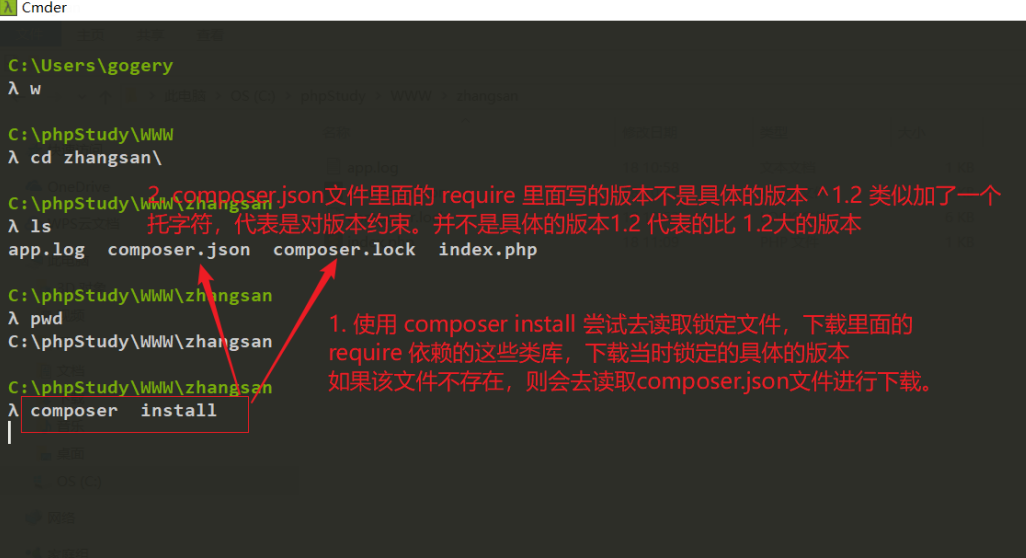 Cmder
C:\Users\gogery
λ w
C:\phpStudy\WWW
λ cd zhangsan\
C:\phpStudy\WWW\zhangsan
2. composer.json文件里面的 require 里面写的版本不是具体的版本 ^1.2 类似加了一个
托字符，代表是对版本约束。并不是具体的版本1.2 代表的比 1.2大的版本
λ ls
app.log composer.json composer.lock index.php
C:\phpStudy\WWW\zhangsan
λ pwd
C:\phpStudy\WWW\zhangsan
1. 使用 composer install 尝试去读取锁定文件，下载里面的
require 依赖的这些类库，下载当时锁定的具体的版本
如果该文件不存在，则会去读取composer.json文件进行下载。
C:\phpStudy\WWW\zhangsan
λ composer install